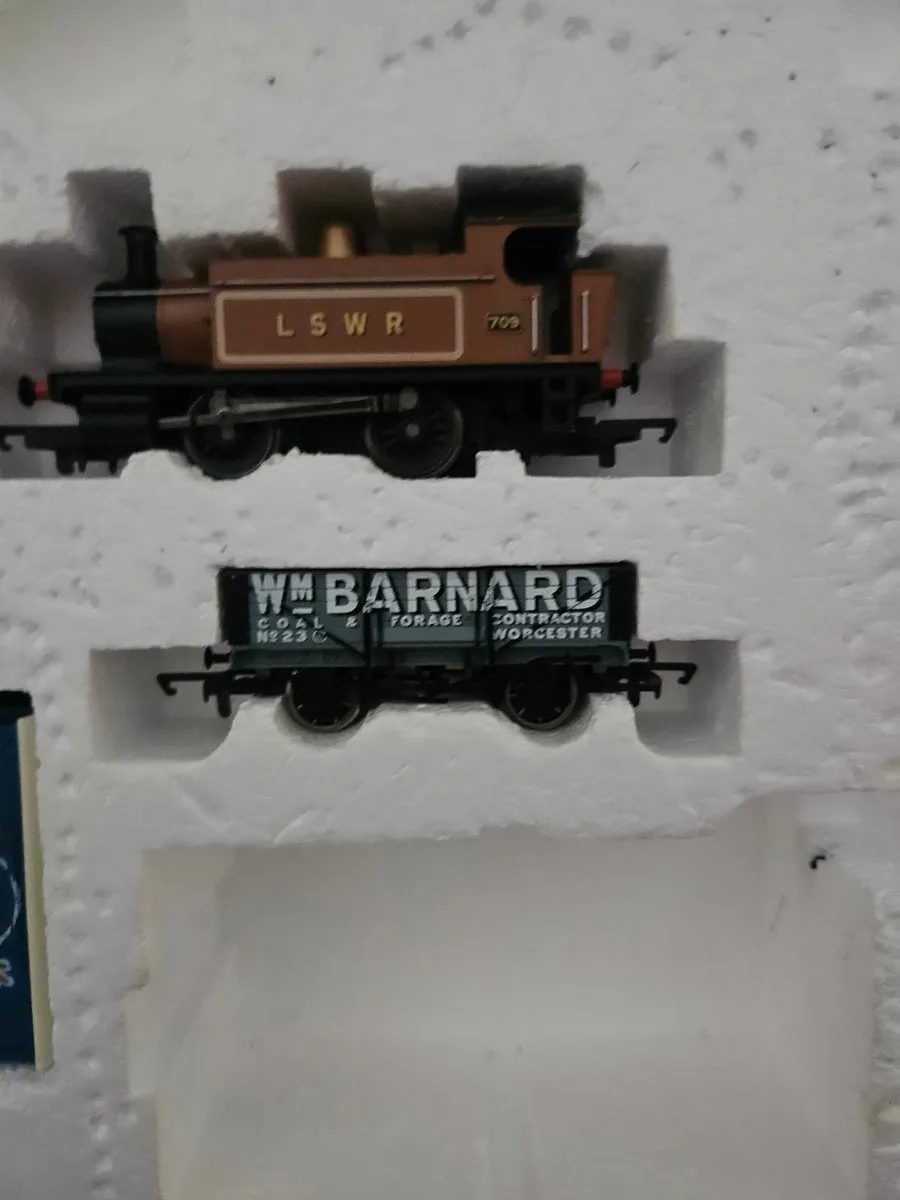 LSWR 709
WM BARNARD
COAL & FORAGE CONTRACTOR
No 23 WORCESTER